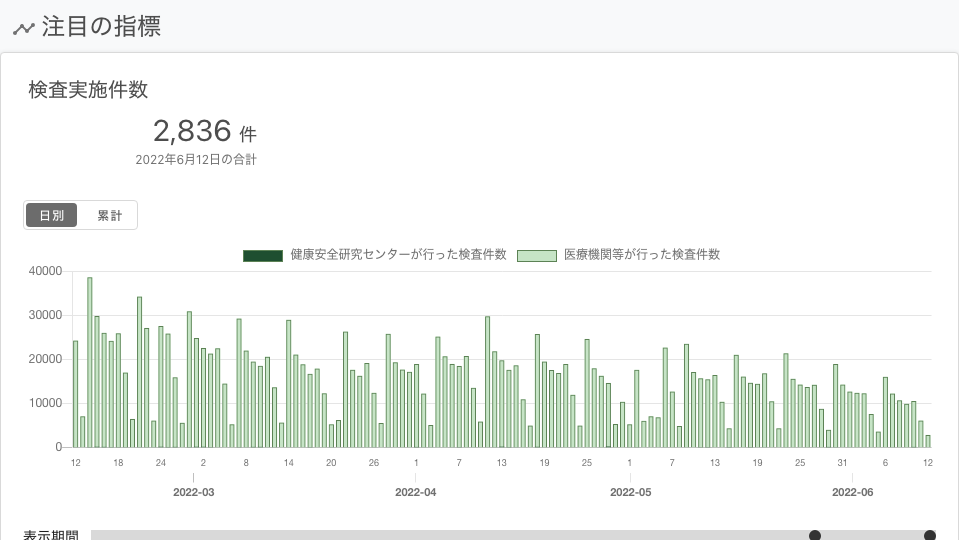 注目の指標
検査実施件数
2,836 件
2022年6月12日の合計
日別 累計
健康安全研究センターが行った検査件数 医療機関等が行った検査件数
40000
30000
20000
10000
0
12 18 24 2 8 14 20 26 1 7 13 19 25 1 7 13 19 25 31 6 12
2022-03 2022-04 2022-05 2022-06
表示期間